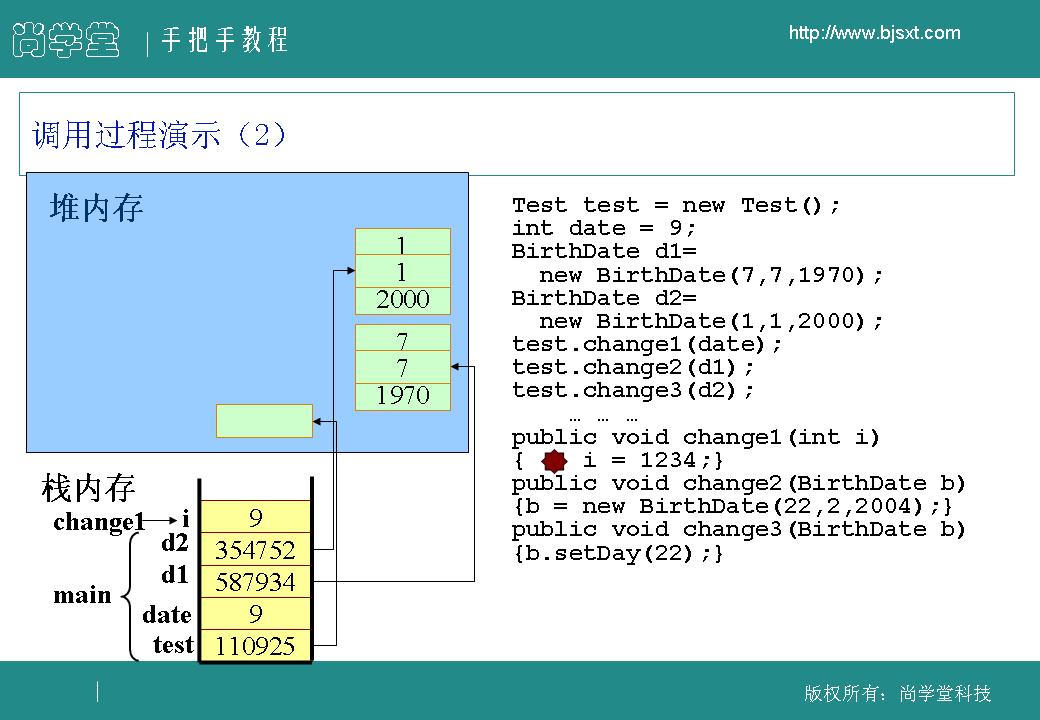 尚学堂
手把手教程
http://www.bjsxt.com
调用过程演示（2）
堆内存
1
1
2000
7
7
1970
栈内存
change1
i
9
d2
354752
d1
587934
main
date
9
test
110925
Test test = new Test();
int date = 9;
BirthDate d1=
new BirthDate(7,7,1970);
BirthDate d2=
new BirthDate(1,1,2000);
test.change1(date);
test.change2(d1);
test.change3(d2);
… … …
public void change1(int i)
{ i = 1234;}
public void change2(BirthDate b)
{b = new BirthDate(22,2,2004);}
public void change3(BirthDate b)
{b.setDay(22);}
版权所有：尚学堂科技